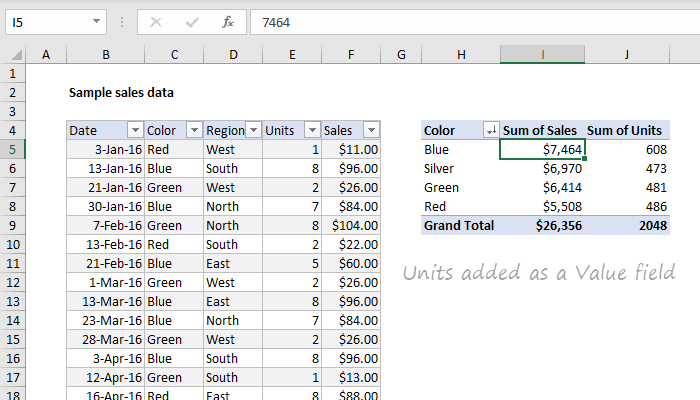 I5 fx 7464
A B C D E F G H I J
1
2 Sample sales data
3
4 Date Color Region Units Sales Color Sum of Sales Sum of Units
5 3-Jan-16 Red West 1 $11.00 Blue $7,464 608
6 13-Jan-16 Blue South 8 $96.00 Silver $6,970 473
7 21-Jan-16 Green West 2 $26.00 Green $6,414 481
8 30-Jan-16 Blue North 7 $84.00 Red $5,508 486
9 7-Feb-16 Green North 8 $104.00 Grand Total $26,356 2048
10 13-Feb-16 Red South 2 $22.00
11 21-Feb-16 Blue East 5 $60.00
Units added as a Value field
12 1-Mar-16 Green West 2 $26.00
13 13-Mar-16 Blue East 8 $96.00
14 23-Mar-16 Blue North 7 $84.00
15 28-Mar-16 Green West 2 $26.00
16 3-Apr-16 Blue South 8 $96.00
17 12-Apr-16 Green South 1 $13.00
18 16-Apr-16 Red East 8 $88.00